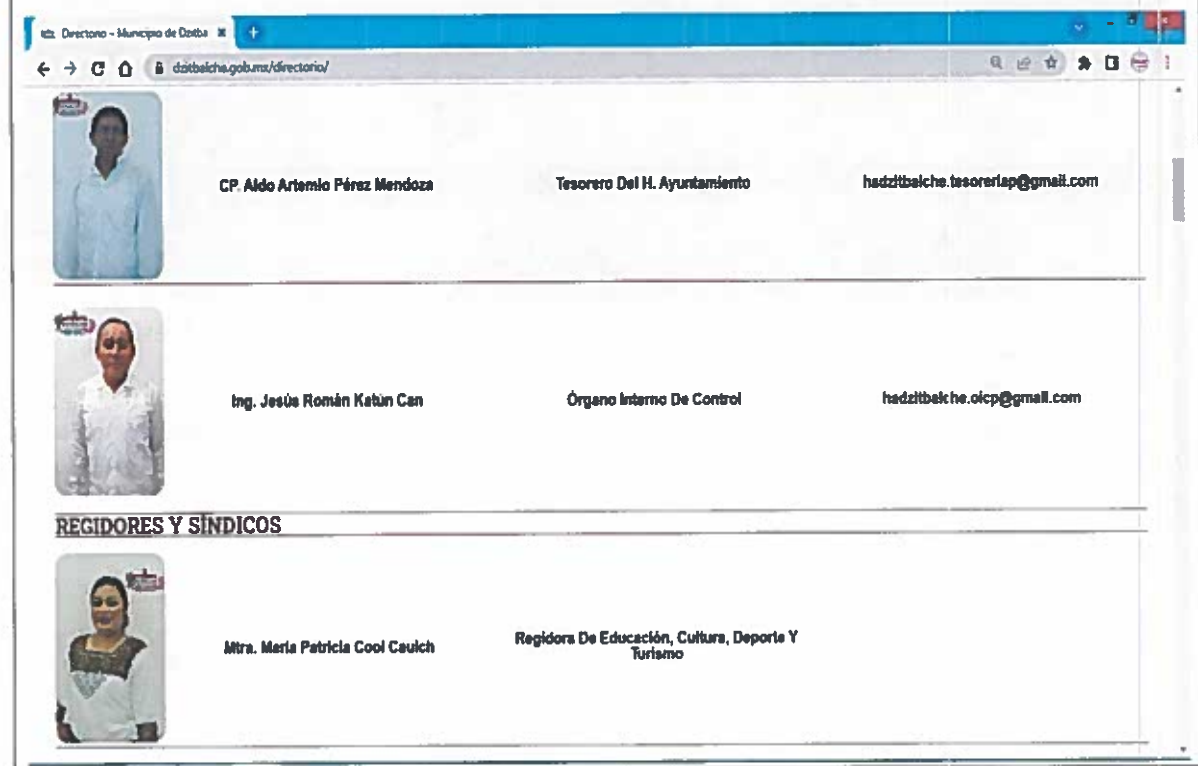 Directorio - Municipio de Dzitba
dzitbalche.gob.mx/directorio/
CP. Aldo Artemio Pérez Mendoza
Tesorero Del H. Ayuntamiento
hadzitbalche.tesoreriap@gmail.com
Ing. Jesús Román Katún Can
Órgano Interno De Control
hadzitbalche.oicp@gmail.com
REGIDORES Y SÍNDICOS
Mtra. María Patricia Cool Cauich
Regidora De Educación, Cultura, Deporte Y
Turismo